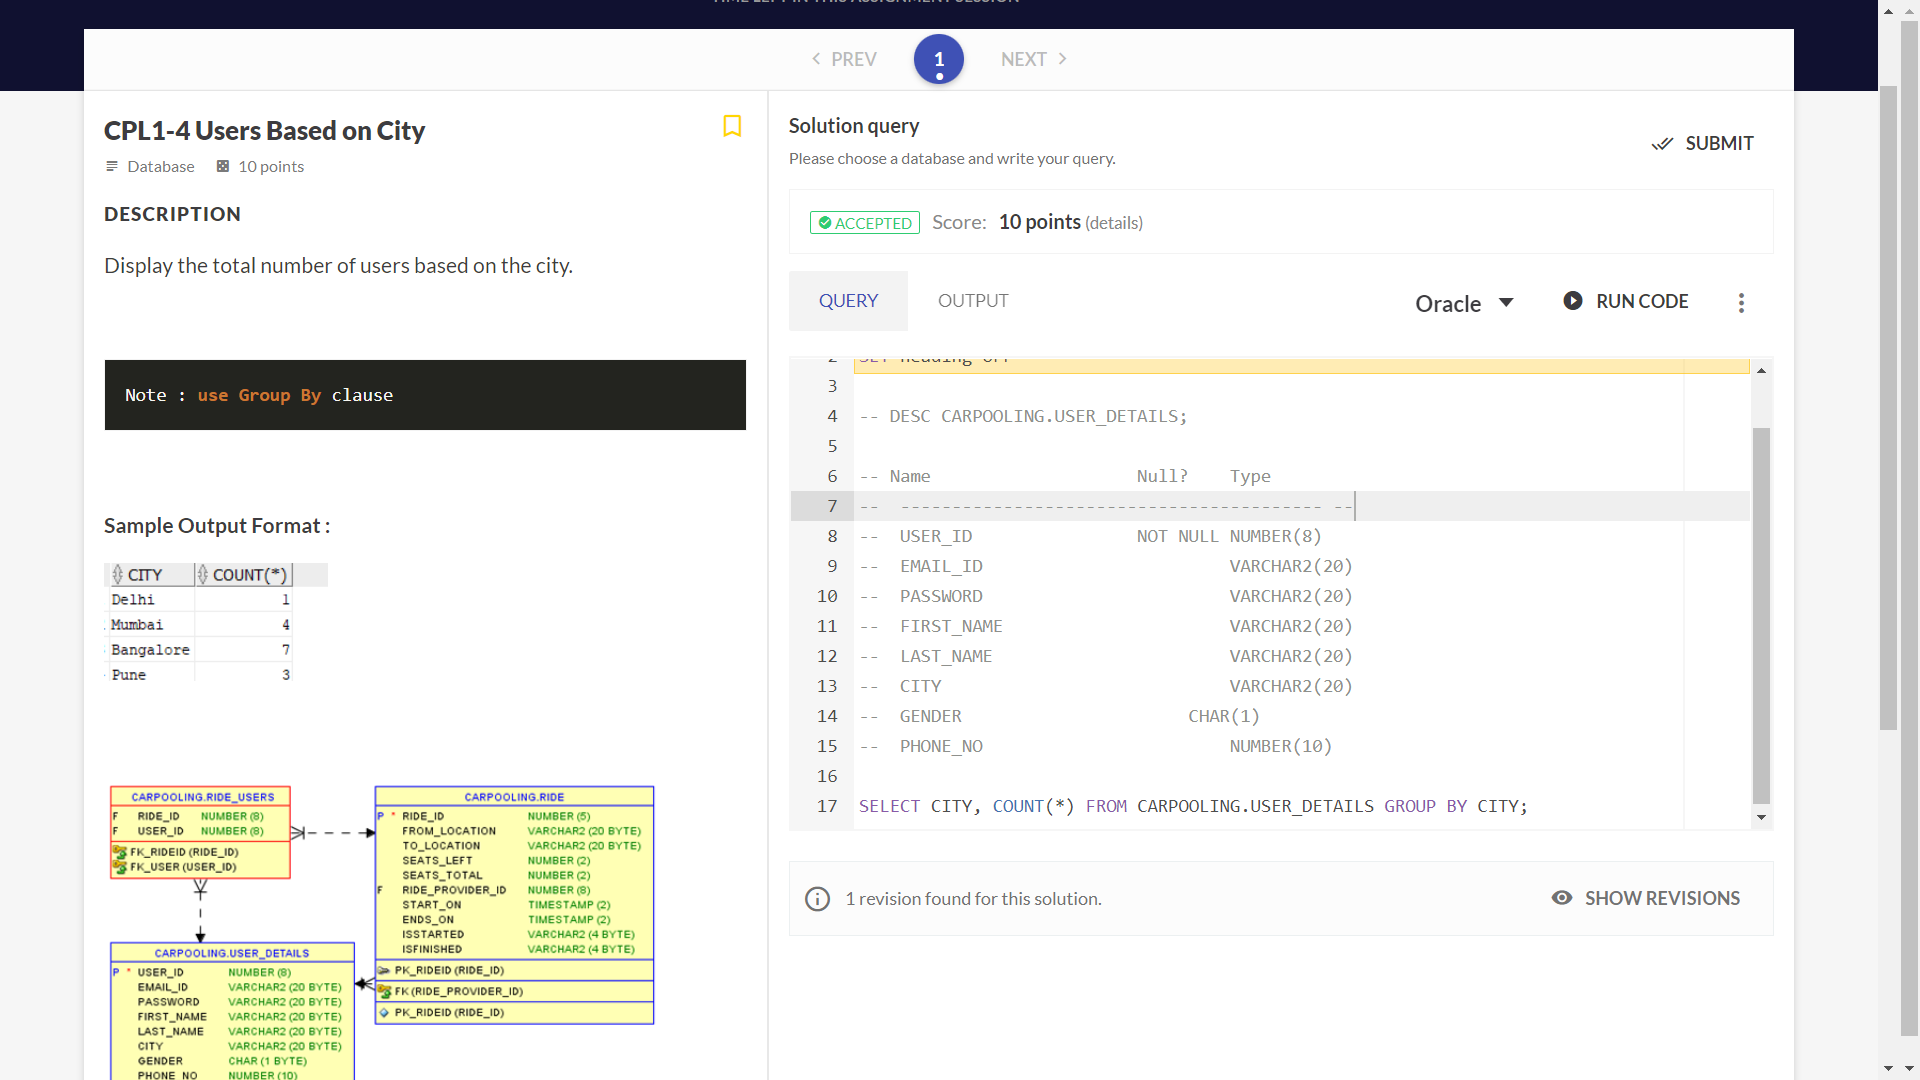 TIME LEFT IN THIS ASSIGNMENT SESSION
PREV
1
NEXT
CPL1-4 Users Based on City
Database 10 points
DESCRIPTION
Display the total number of users based on the city.
Note : use Group By clause
Sample Output Format :
CITY COUNT(*)
Delhi 1
Mumbai 4
Bangalore 7
Pune 3
CARPOOLING.RIDE_USERS
F RIDE_ID NUMBER (8)
F USER_ID NUMBER (8)
FK_RIDEID (RIDE_ID)
FK_USER (USER_ID)
CARPOOLING.RIDE
P * RIDE_ID NUMBER (5)
FROM_LOCATION VARCHAR2 (20 BYTE)
TO_LOCATION VARCHAR2 (20 BYTE)
SEATS_LEFT NUMBER (2)
SEATS_TOTAL NUMBER (2)
F RIDE_PROVIDER_ID NUMBER (8)
START_ON TIMESTAMP (2)
ENDS_ON TIMESTAMP (2)
ISSTARTED VARCHAR2 (4 BYTE)
ISFINISHED VARCHAR2 (4 BYTE)
PK_RIDEID (RIDE_ID)
FK (RIDE_PROVIDER_ID)
PK_RIDEID (RIDE_ID)
CARPOOLING.USER_DETAILS
P * USER_ID NUMBER (8)
EMAIL_ID VARCHAR2 (20 BYTE)
PASSWORD VARCHAR2 (20 BYTE)
FIRST_NAME VARCHAR2 (20 BYTE)
LAST_NAME VARCHAR2 (20 BYTE)
CITY VARCHAR2 (20 BYTE)
GENDER CHAR (1 BYTE)
PHONE_NO NUMBER (10)
Solution query
Please choose a database and write your query.
SUBMIT
ACCEPTED Score: 10 points (details)
QUERY OUTPUT Oracle RUN CODE
2 SET heading OFF
3
4 -- DESC CARPOOLING.USER_DETAILS;
5
6 -- Name Null? Type
7 -- ----------------------------------------- --
8 -- USER_ID NOT NULL NUMBER(8)
9 -- EMAIL_ID VARCHAR2(20)
10 -- PASSWORD VARCHAR2(20)
11 -- FIRST_NAME VARCHAR2(20)
12 -- LAST_NAME VARCHAR2(20)
13 -- CITY VARCHAR2(20)
14 -- GENDER CHAR(1)
15 -- PHONE_NO NUMBER(10)
16
17 SELECT CITY, COUNT(*) FROM CARPOOLING.USER_DETAILS GROUP BY CITY;
1 revision found for this solution.
SHOW REVISIONS